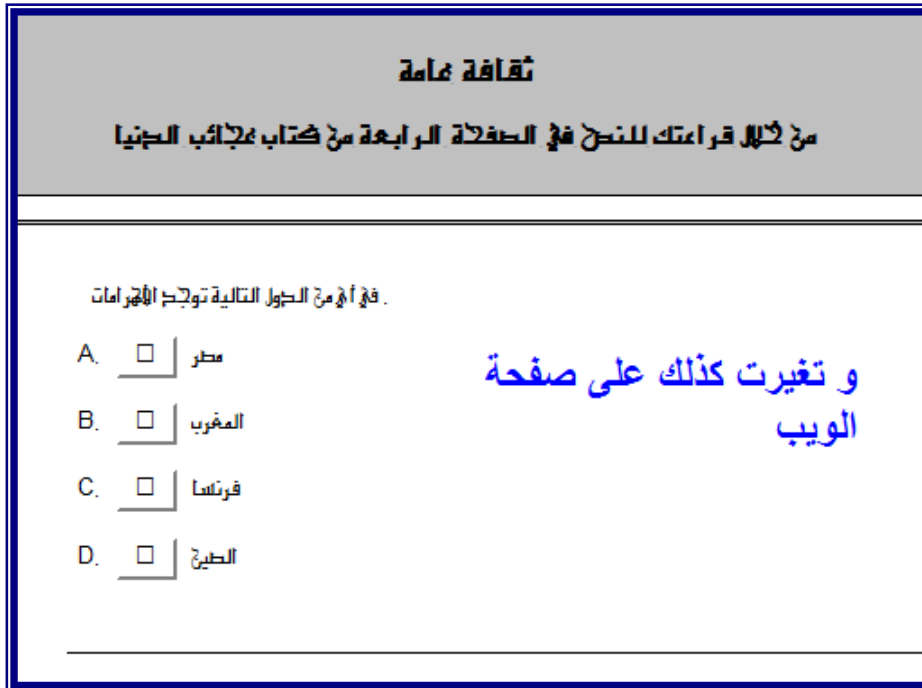 ثقافة عامة
من خلال قراءتك للنص في الصفحة الرابعة من كتاب عجائب الدنيا
في أي من الدول التالية توجد الأهرامات .
A. مصر
B. المغرب
C. فرنسا
D. الصين
و تغيرت كذلك على صفحة
الويب